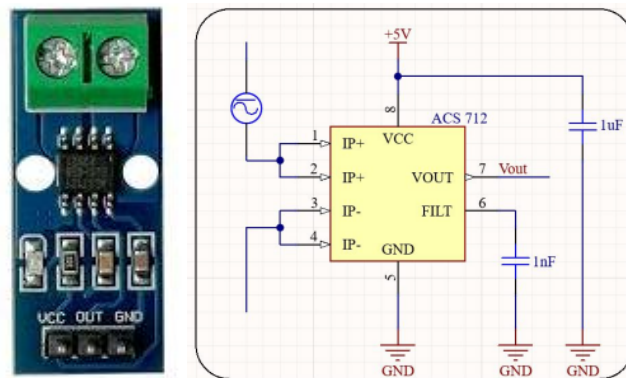 VCC OUT GND
+5V
ACS 712
8
VCC
1uF
1
IP+
2
IP+
VOUT
7
Vout
3
IP-
FILT
6
4
IP-
GND
5
1nF
GND
GND
GND